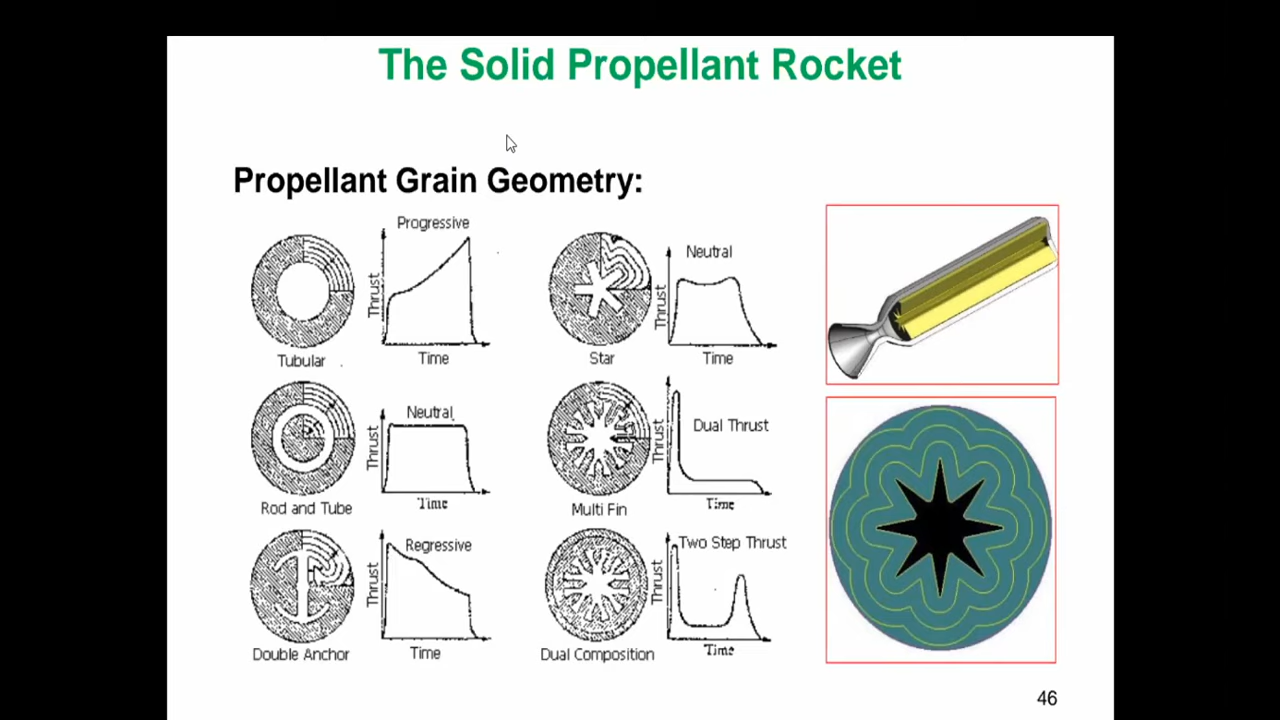 The Solid Propellant Rocket
Propellant Grain Geometry:
Progressive
Thrust
Tubular
Time
Neutral
Thrust
Star
Time
Neutral
Thrust
Rod and Tube
Time
Dual Thrust
Thrust
Multi Fin
Time
Regressive
Thrust
Double Anchor
Time
Two Step Thrust
Thrust
Dual Composition
Time
46